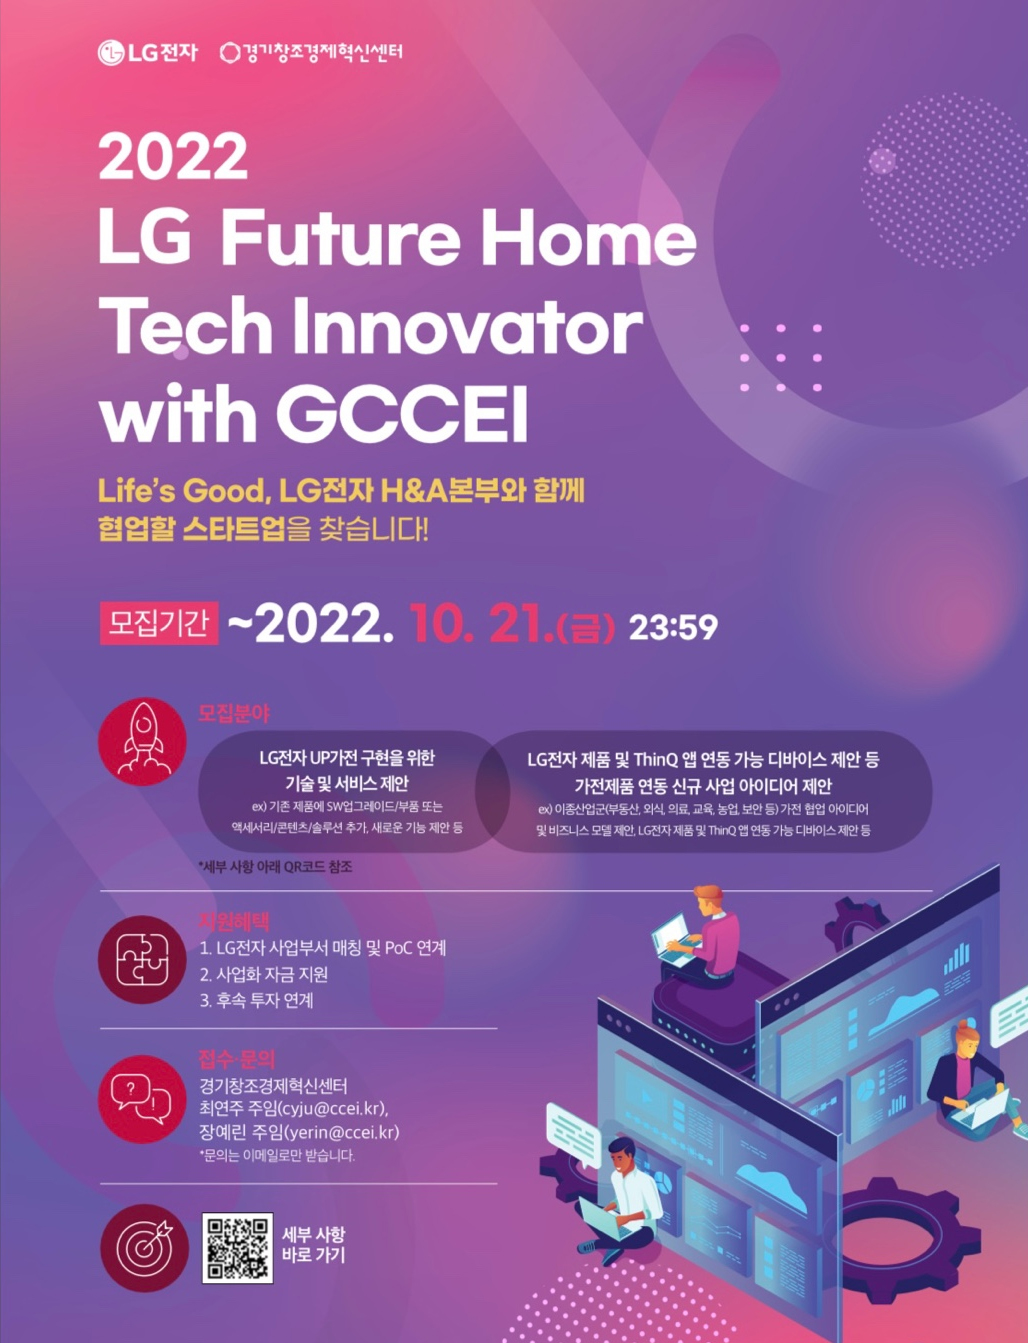 LG전자 경기창조경제혁신센터
2022
LG Future Home
Tech Innovator
with GCCEI
Life's Good, LG전자 H&A본부와 함께
협업할 스타트업을 찾습니다!
모집기간 ~2022. 10. 21.(금) 23:59
모집분야
LG전자 UP가전 구현을 위한
기술 및 서비스 제안
ex) 기존 제품에 SW업그레이드/부품 또는
액세서리/콘텐츠/솔루션 추가, 새로운 기능 제안 등
LG전자 제품 및 ThinQ 앱 연동 가능 디바이스 제안 등
가전제품 연동 신규 사업 아이디어 제안
ex) 이종산업군(부동산, 외식, 의료, 교육, 농업, 보안 등) 가전 협업 아이디어
및 비즈니스 모델 제안, LG전자 제품 및 ThinQ 앱 연동 가능 디바이스 제안 등
*세부 사항 아래 QR코드 참조
지원혜택
1. LG전자 사업부서 매칭 및 PoC 연계
2. 사업화 자금 지원
3. 후속 투자 연계
접수·문의
경기창조경제혁신센터
최연주 주임(cyju@ccei.kr),
장예린 주임(yerin@ccei.kr)
*문의는 이메일로만 받습니다.
세부 사항
바로 가기